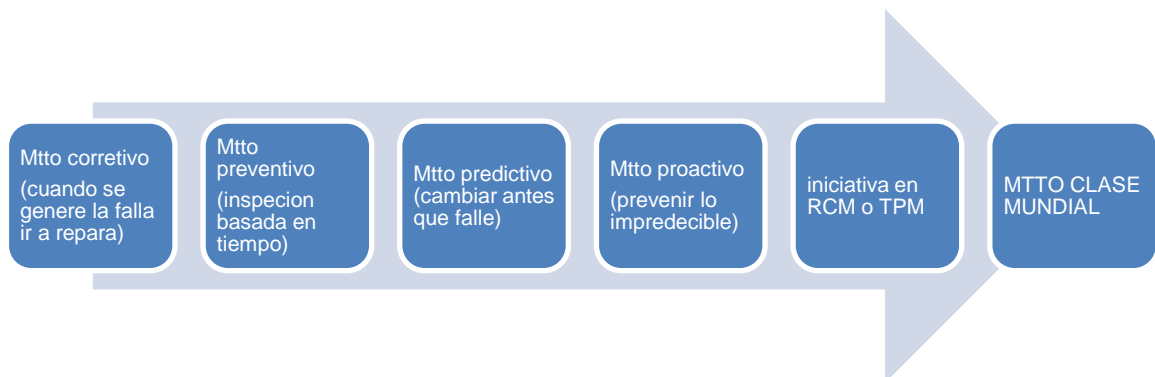 Mtto corretivo
(cuando se
genere la falla
ir a repara)
Mtto
preventivo
(inspecion
basada en
tiempo)
Mtto predictivo
(cambiar antes
que falle)
Mtto proactivo
(prevenir lo
impredecible)
iniciativa en
RCM o TPM
MTTO CLASE
MUNDIAL